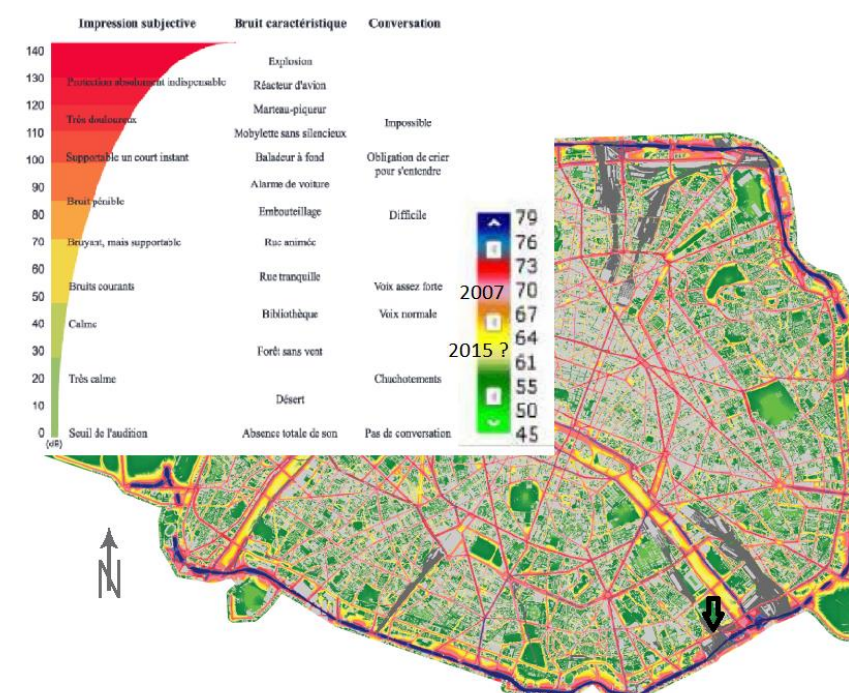 Impression subjective Bruit caractéristique Conversation
140
Explosion
130
Protection absolument indispensable
Réacteur d'avion
120
Marteau-piqueur
Très douloureux
Impossible
110
Mobylette sans silencieux
100
Supportable un court instant
Baladeur à fond
Obligation de crier
pour s'entendre
90
Alarme de voiture
Bruit pénible
80
Embouteillage
Difficile
70
Bruyant, mais supportable
Rue animée
60
Rue tranquille
Bruits courants
Voix assez forte
50
Bibliothèque
Voix normale
40
Calme
30
Forêt sans vent
20
Très calme
Chuchotements
10
Désert
0
(dB)
Seuil de l'audition
Absence totale de son
Pas de conversation
79
76
73
2007
70
67
64
2015 ?
61
55
50
45
N